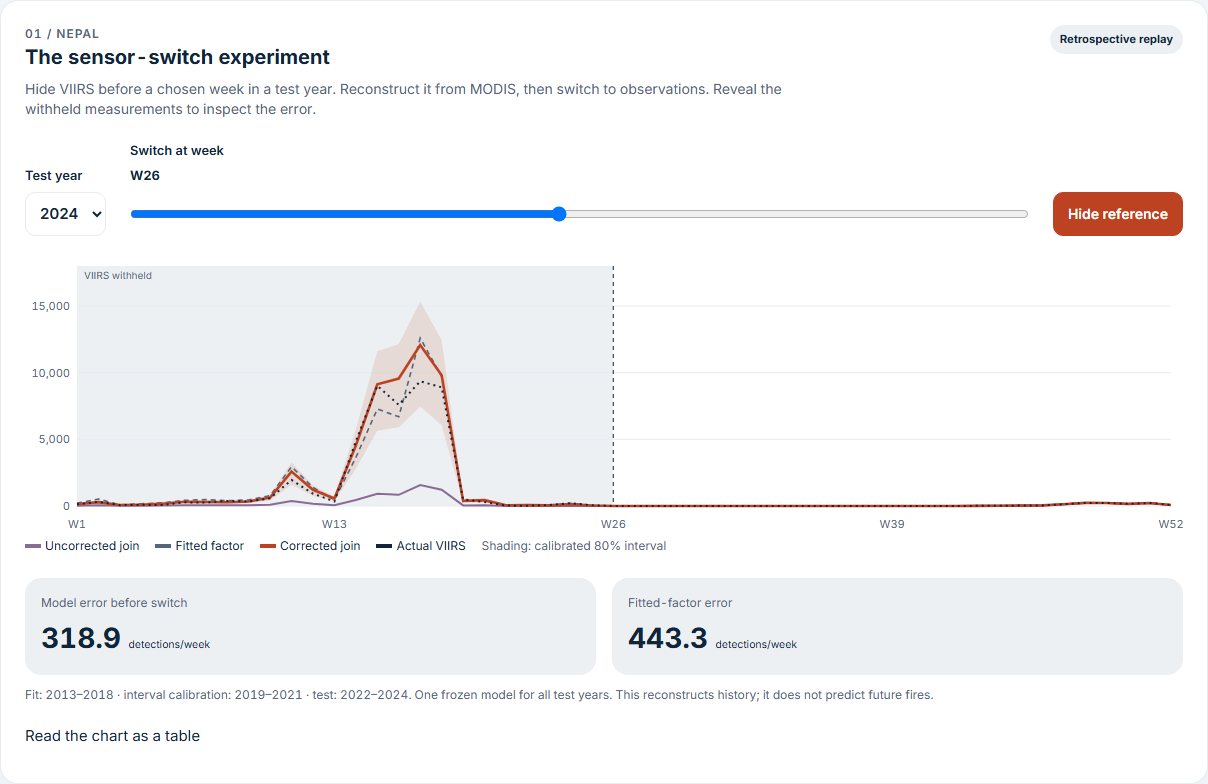 01 / NEPAL
The sensor-switch experiment
Retrospective replay
Hide VIIRS before a chosen week in a test year. Reconstruct it from MODIS, then switch to observations. Reveal the
withheld measurements to inspect the error.
Switch at week
Test year
W26
2024
Hide reference
VIIRS withheld
15,000
10,000
5,000
0
W1
W13
W26
W39
W52
Uncorrected join
Fitted factor
Corrected join
Actual VIIRS
Shading: calibrated 80% interval
Model error before switch
318.9 detections/week
Fitted-factor error
443.3 detections/week
Fit: 2013–2018 · interval calibration: 2019–2021 · test: 2022–2024. One frozen model for all test years. This reconstructs history; it does not predict future fires.
Read the chart as a table